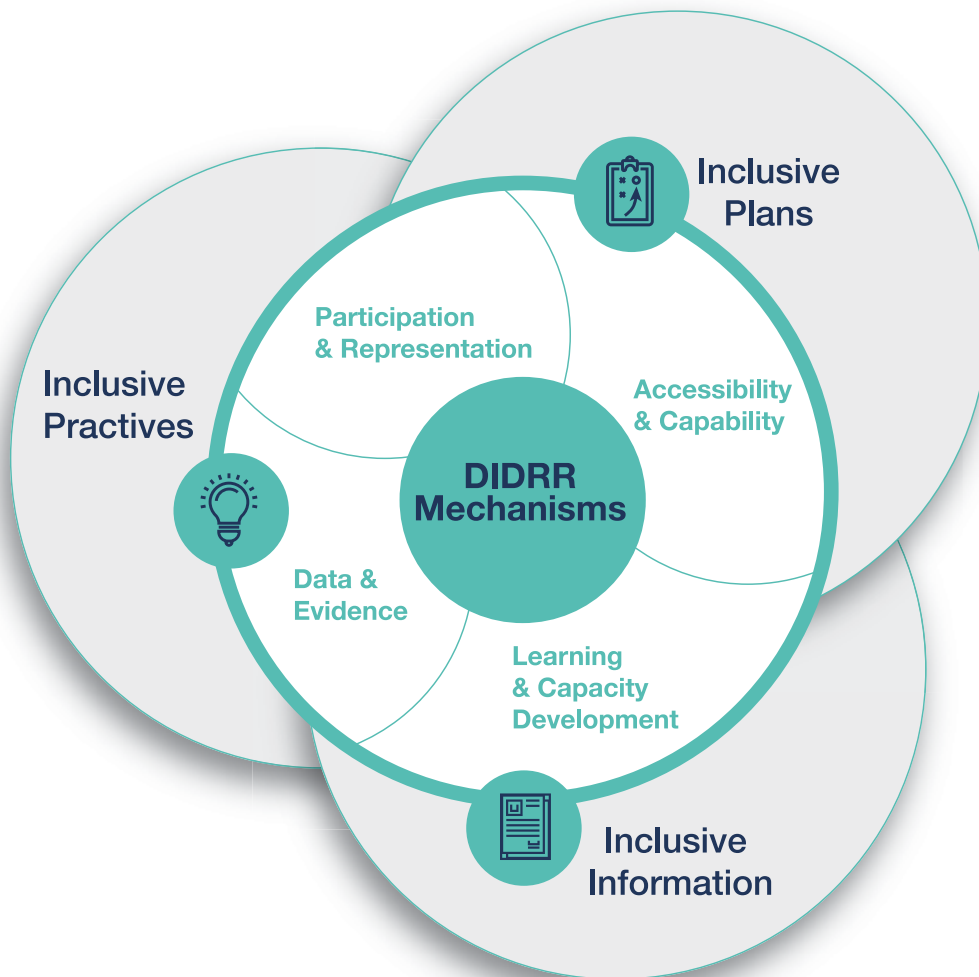 Inclusive
Plans
Participation
& Representation
Inclusive
Practives
Accessibility
& Capability
DIDRR
Mechanisms
Data &
Evidence
Learning
& Capacity
Development
Inclusive
Information